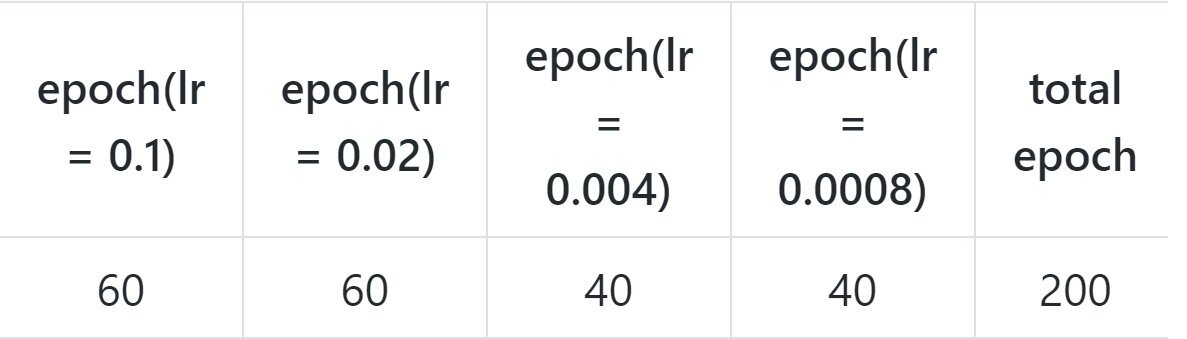 epoch(lr
= 0.1)
epoch(lr
= 0.02)
epoch(lr
=
0.004)
epoch(lr
=
0.0008)
total
epoch
60
60
40
40
200